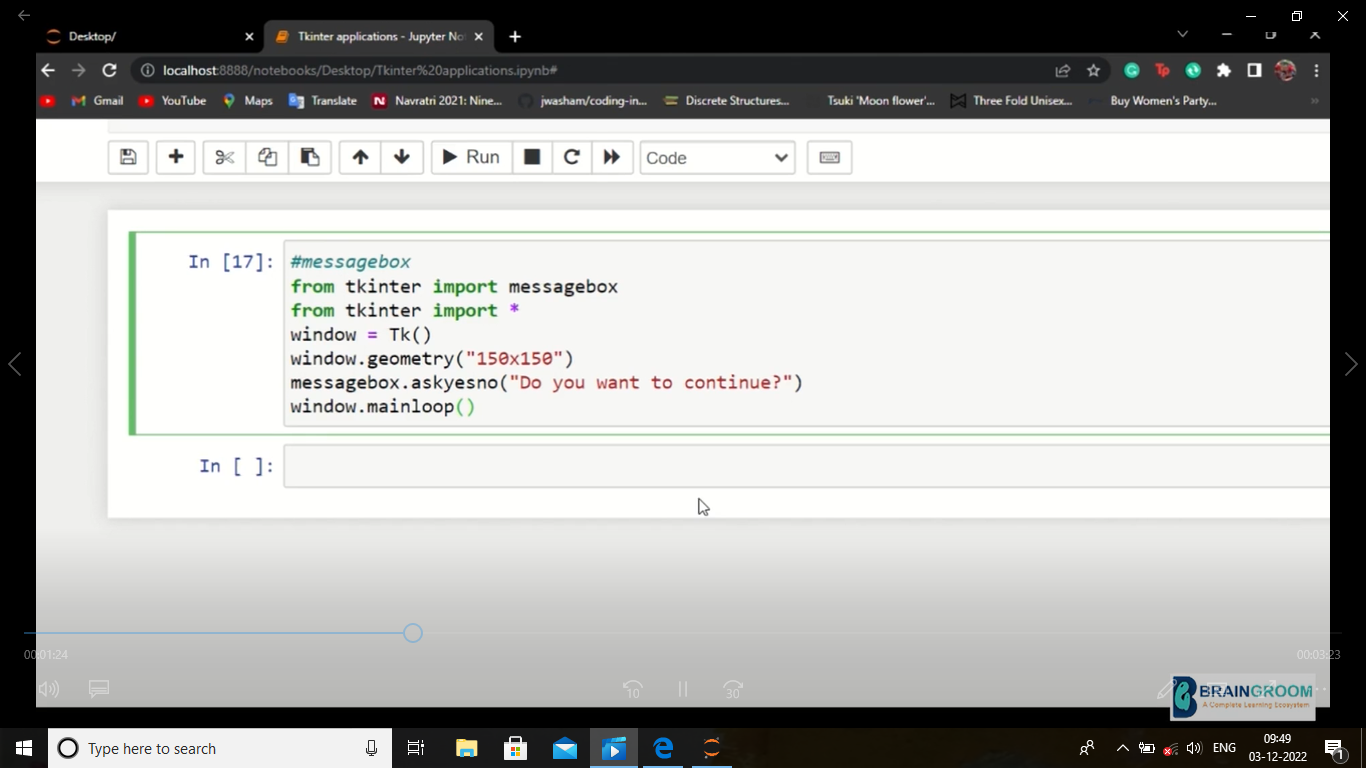 Desktop/
Tkinter applications - Jupyter No
localhost:8888/notebooks/Desktop/Tkinter%20applications.ipynb#
Tp
Gmail
YouTube
Maps
Translate
N Navratri 2021: Nine...
jwasham/coding-in...
Discrete Structures...
Tsuki 'Moon flower'...
Three Fold Unisex...
Buy Women's Party...
»
Run
Code
In [17]:
#messagebox
from tkinter import messagebox
from tkinter import *
window = Tk()
window.geometry("150x150")
messagebox.askyesno("Do you want to continue?")
window.mainloop()
In [ ]:
00:01:24
00:03:23
10
30
BRAINGROOM
A Complete Learning Ecosystem
Type here to search
ENG
09:49
03-12-2022
1